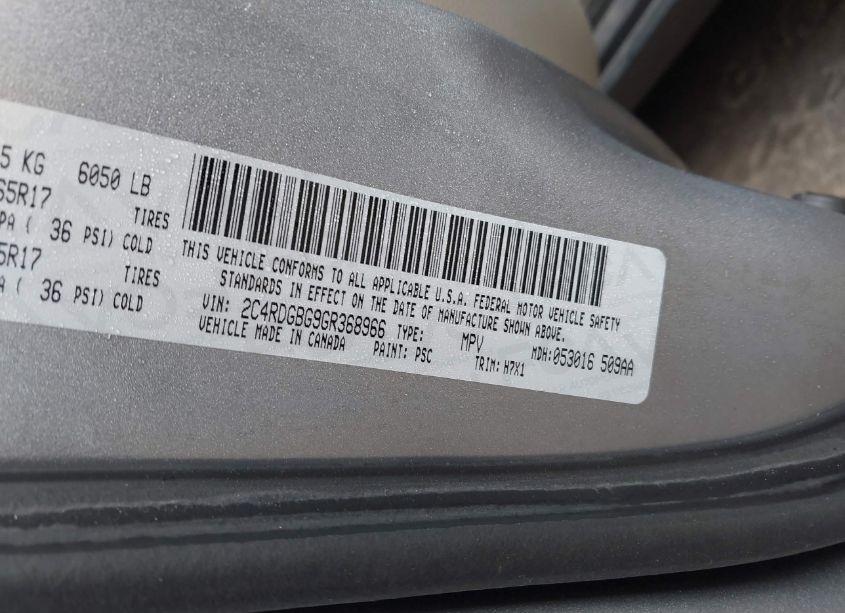 5 KG 6050 LB
65R17 TIRES
PA ( 36 PSI) COLD
5R17 TIRES
A ( 36 PSI) COLD
THIS VEHICLE CONFORMS TO ALL APPLICABLE U.S.A. FEDERAL MOTOR VEHICLE SAFETY
STANDARDS IN EFFECT ON THE DATE OF MANUFACTURE SHOWN ABOVE.
VIN: 2C4RDGBG9GR368966 TYPE: MPV MDH:053016 509AA
VEHICLE MADE IN CANADA PAINT: PSC TRIM: H7X1